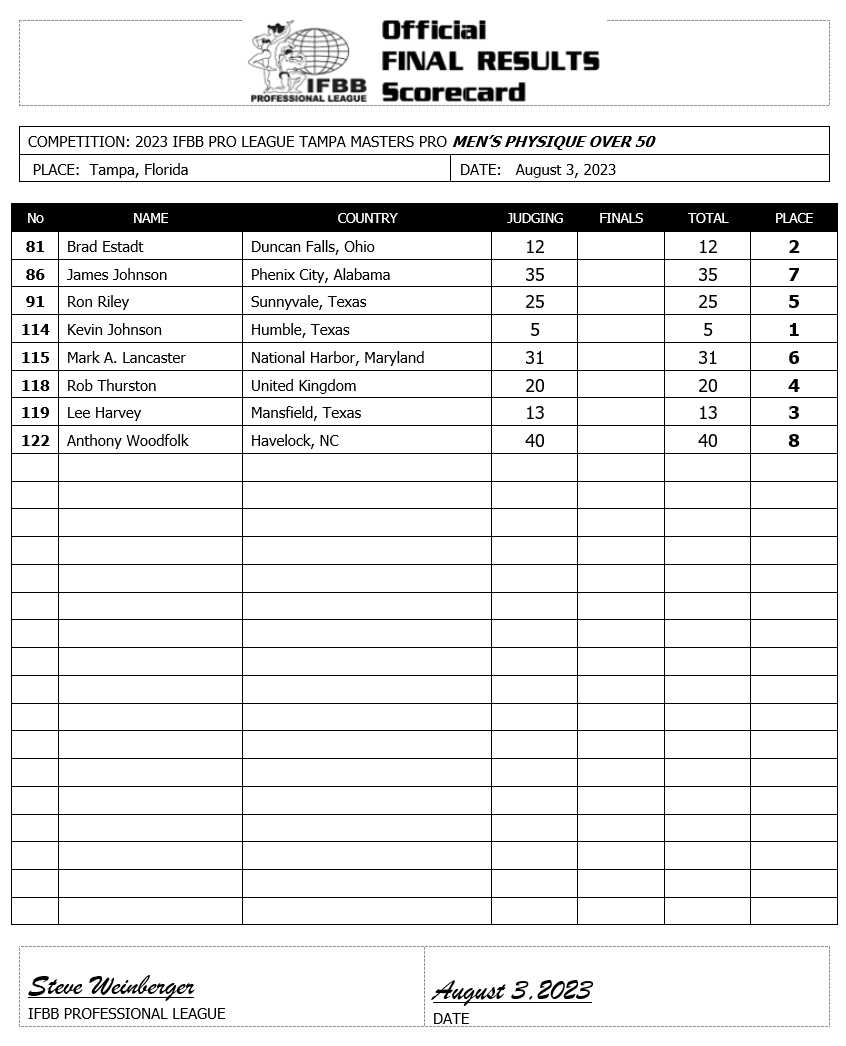 Official
FINAL RESULTS
Scorecard
IFBB
PROFESSIONAL LEAGUE
COMPETITION: 2023 IFBB PRO LEAGUE TAMPA MASTERS PRO MEN'S PHYSIQUE OVER 50
PLACE: Tampa, Florida DATE: August 3, 2023
No NAME COUNTRY JUDGING FINALS TOTAL PLACE
81 Brad Estadt Duncan Falls, Ohio 12 12 2
86 James Johnson Phenix City, Alabama 35 35 7
91 Ron Riley Sunnyvale, Texas 25 25 5
114 Kevin Johnson Humble, Texas 5 5 1
115 Mark A. Lancaster National Harbor, Maryland 31 31 6
118 Rob Thurston United Kingdom 20 20 4
119 Lee Harvey Mansfield, Texas 13 13 3
122 Anthony Woodfolk Havelock, NC 40 40 8
Steve Weinberger August 3, 2023
IFBB PROFESSIONAL LEAGUE DATE